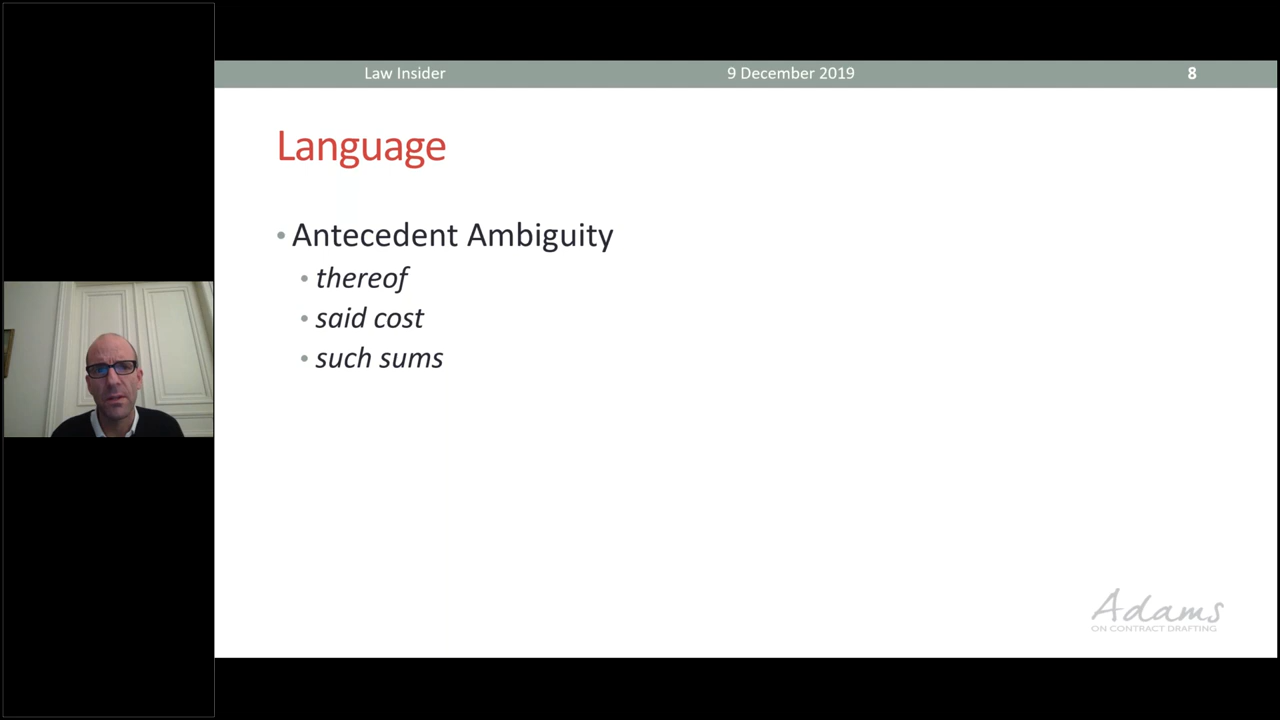 Law Insider 9 December 2019 8
Language
• Antecedent Ambiguity
• thereof
• said cost
• such sums
Adams
ON CONTRACT DRAFTING